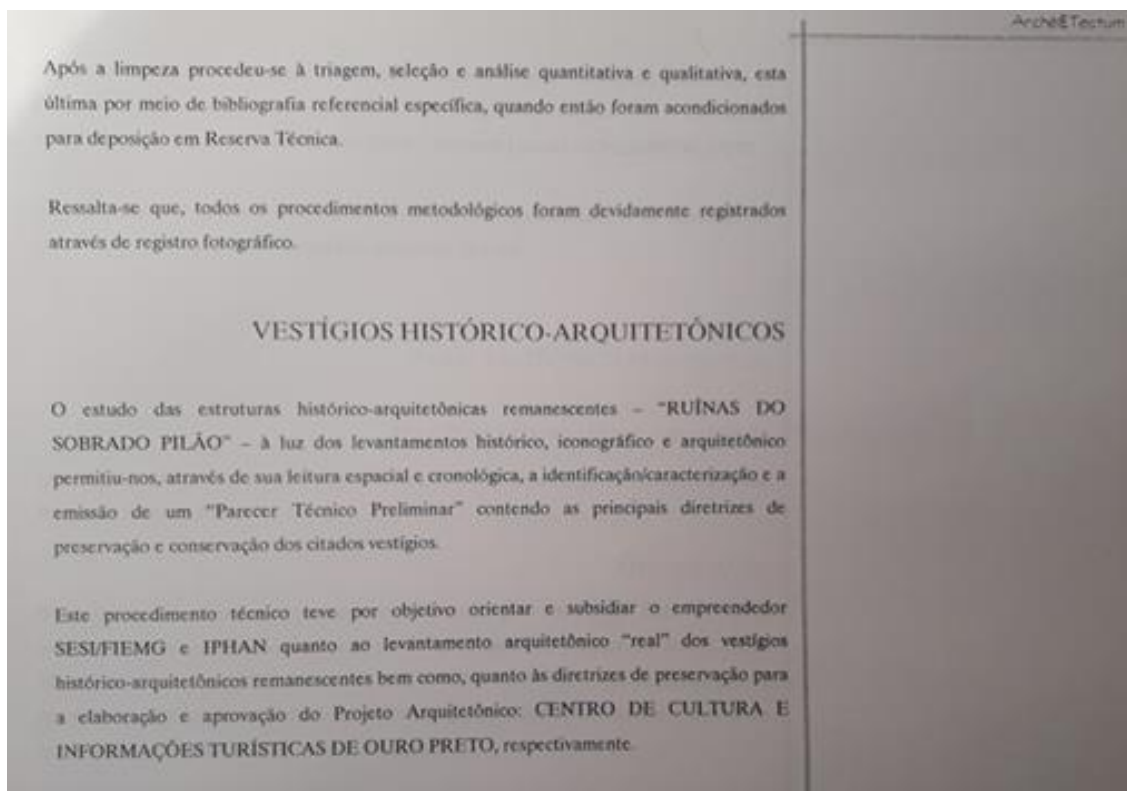 ArchéETectum
Após a limpeza procedeu-se à triagem, seleção e análise quantitativa e qualitativa, esta
última por meio de bibliografia referencial específica, quando então foram acondicionados
para deposição em Reserva Técnica.
Ressalta-se que, todos os procedimentos metodológicos foram devidamente registrados
através de registro fotográfico.
VESTÍGIOS HISTÓRICO-ARQUITETÔNICOS
O estudo das estruturas histórico-arquitetônicas remanescentes – "RUÍNAS DO
SOBRADO PILÃO" – à luz dos levantamentos histórico, iconográfico e arquitetônico
permitiu-nos, através de sua leitura espacial e cronológica, a identificação/caracterização e a
emissão de um "Parecer Técnico Preliminar" contendo as principais diretrizes de
preservação e conservação dos citados vestígios.
Este procedimento técnico teve por objetivo orientar e subsidiar o empreendedor
SESI/FIEMG e IPHAN quanto ao levantamento arquitetônico "real" dos vestígios
histórico-arquitetônicos remanescentes bem como, quanto às diretrizes de preservação para
a elaboração e aprovação do Projeto Arquitetônico: CENTRO DE CULTURA E
INFORMAÇÕES TURÍSTICAS DE OURO PRETO, respectivamente.